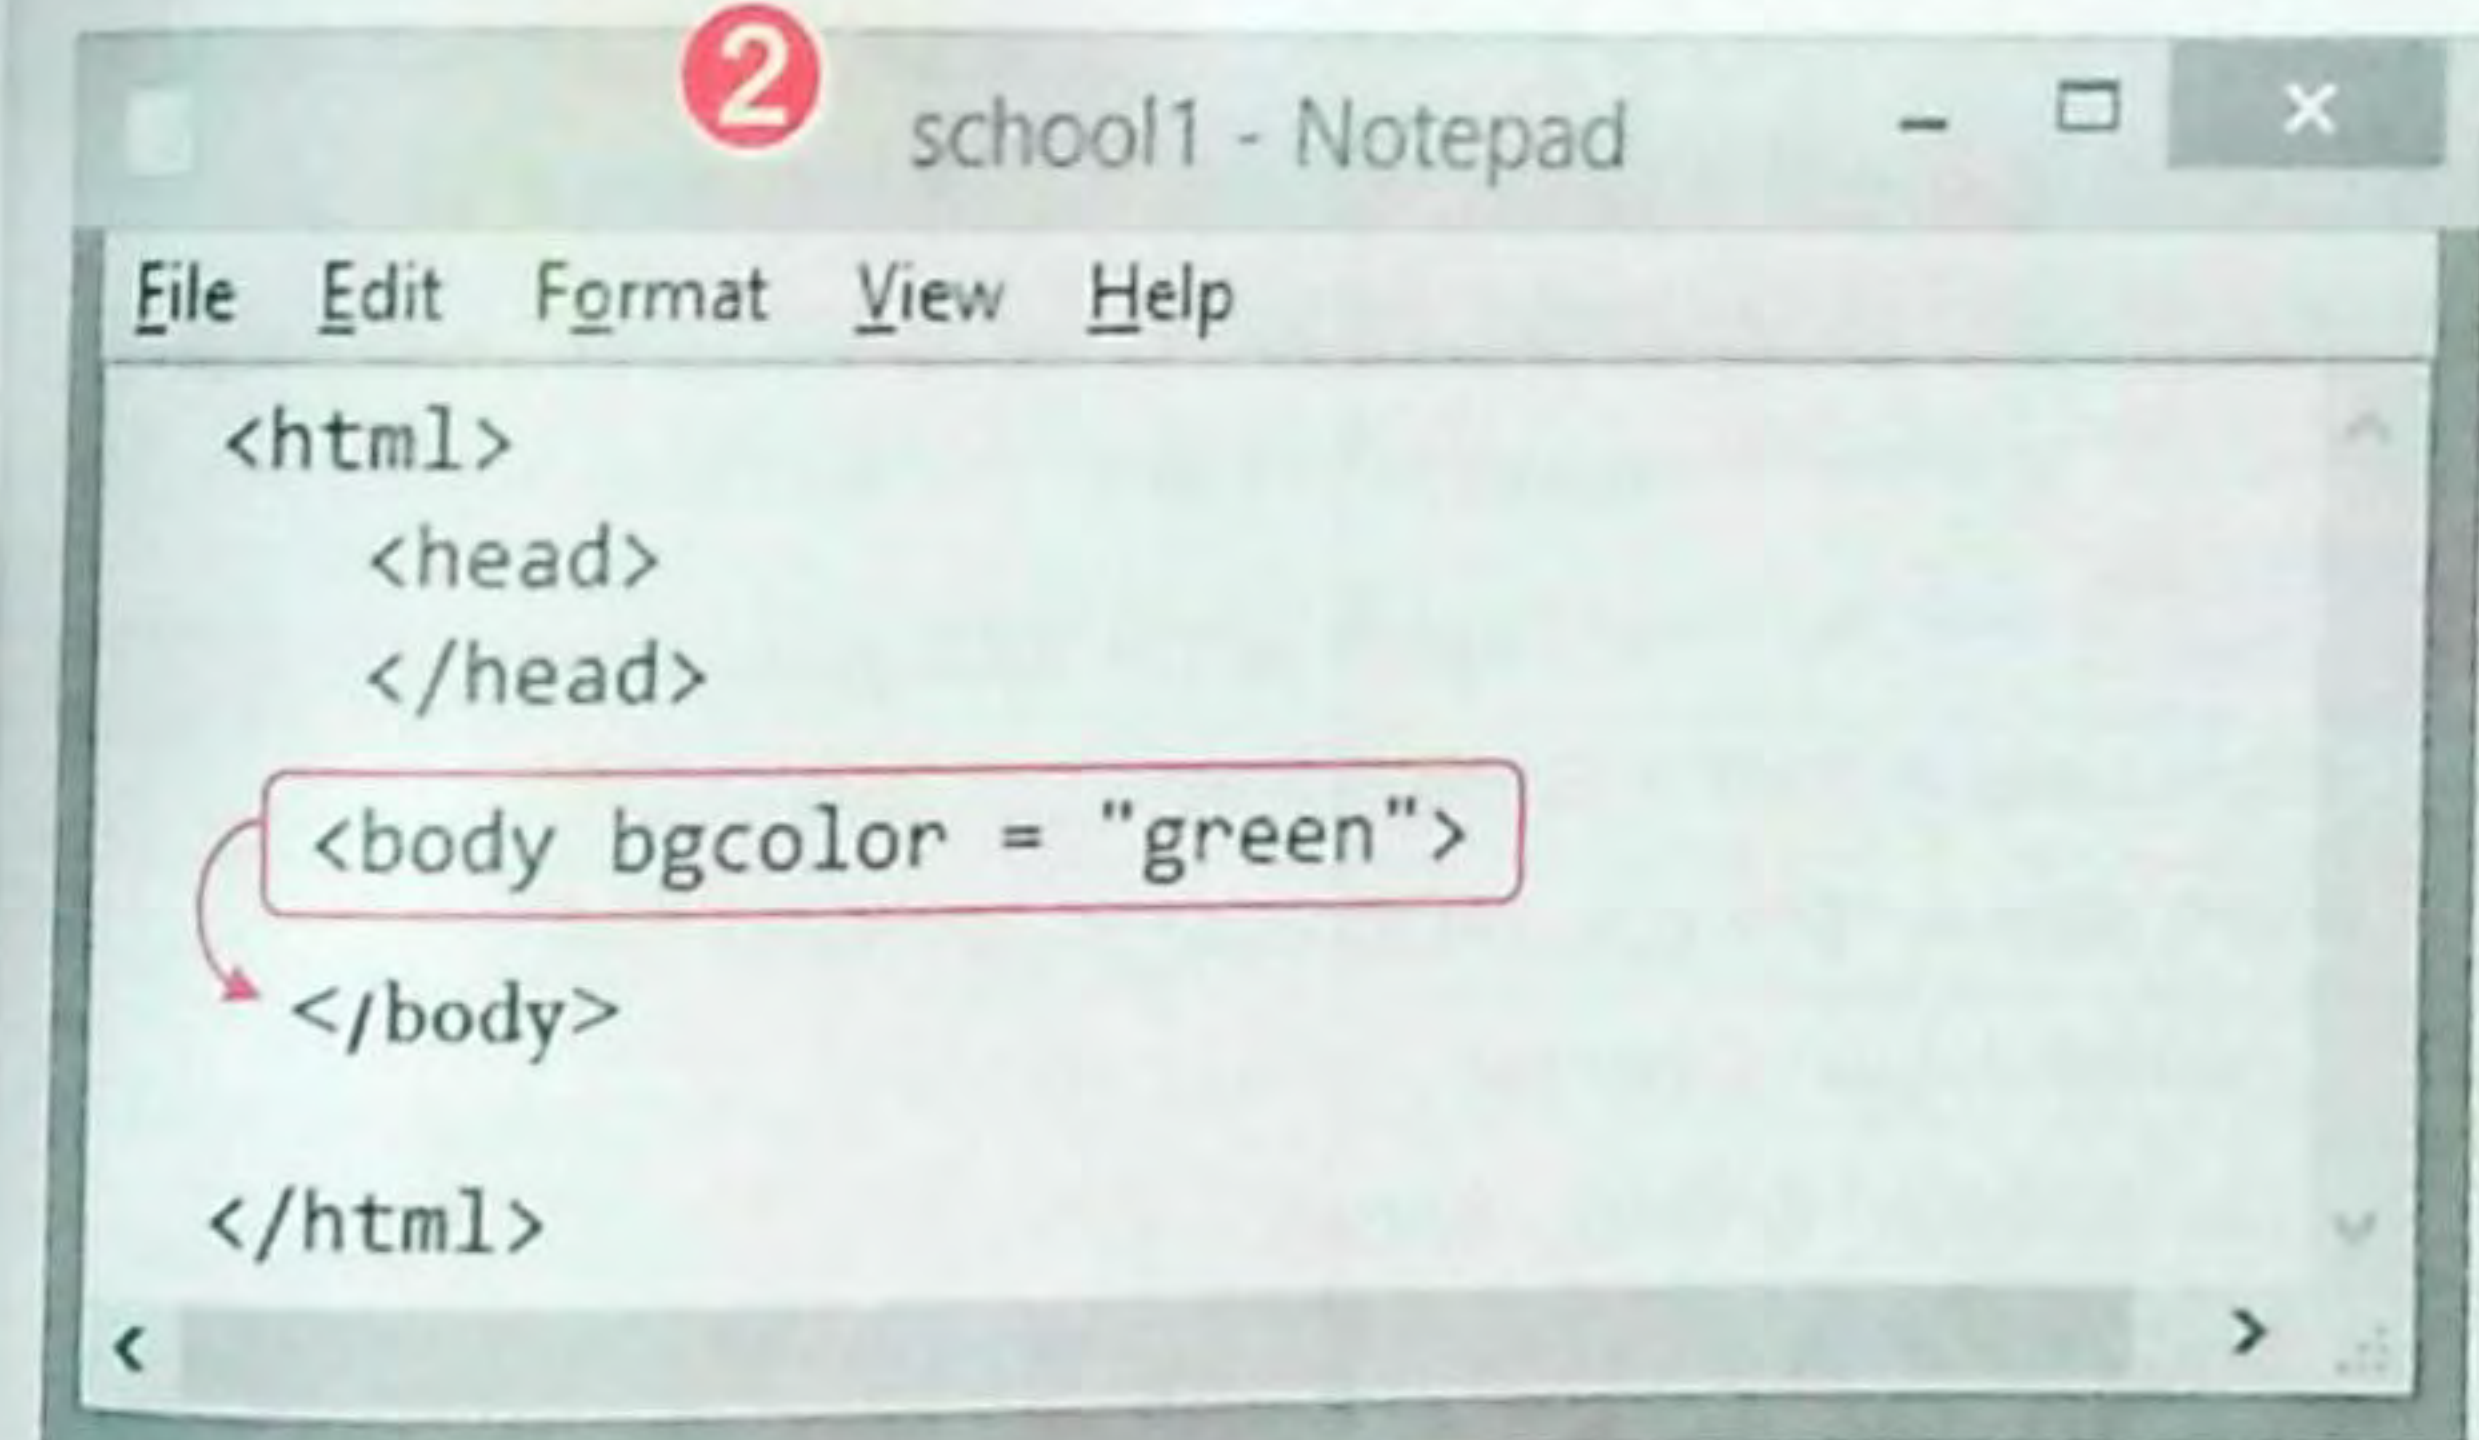 2
school1 - Notepad
File Edit Format View Help
<html>
<head>
</head>
<body bgcolor = "green">
</body>
</html>